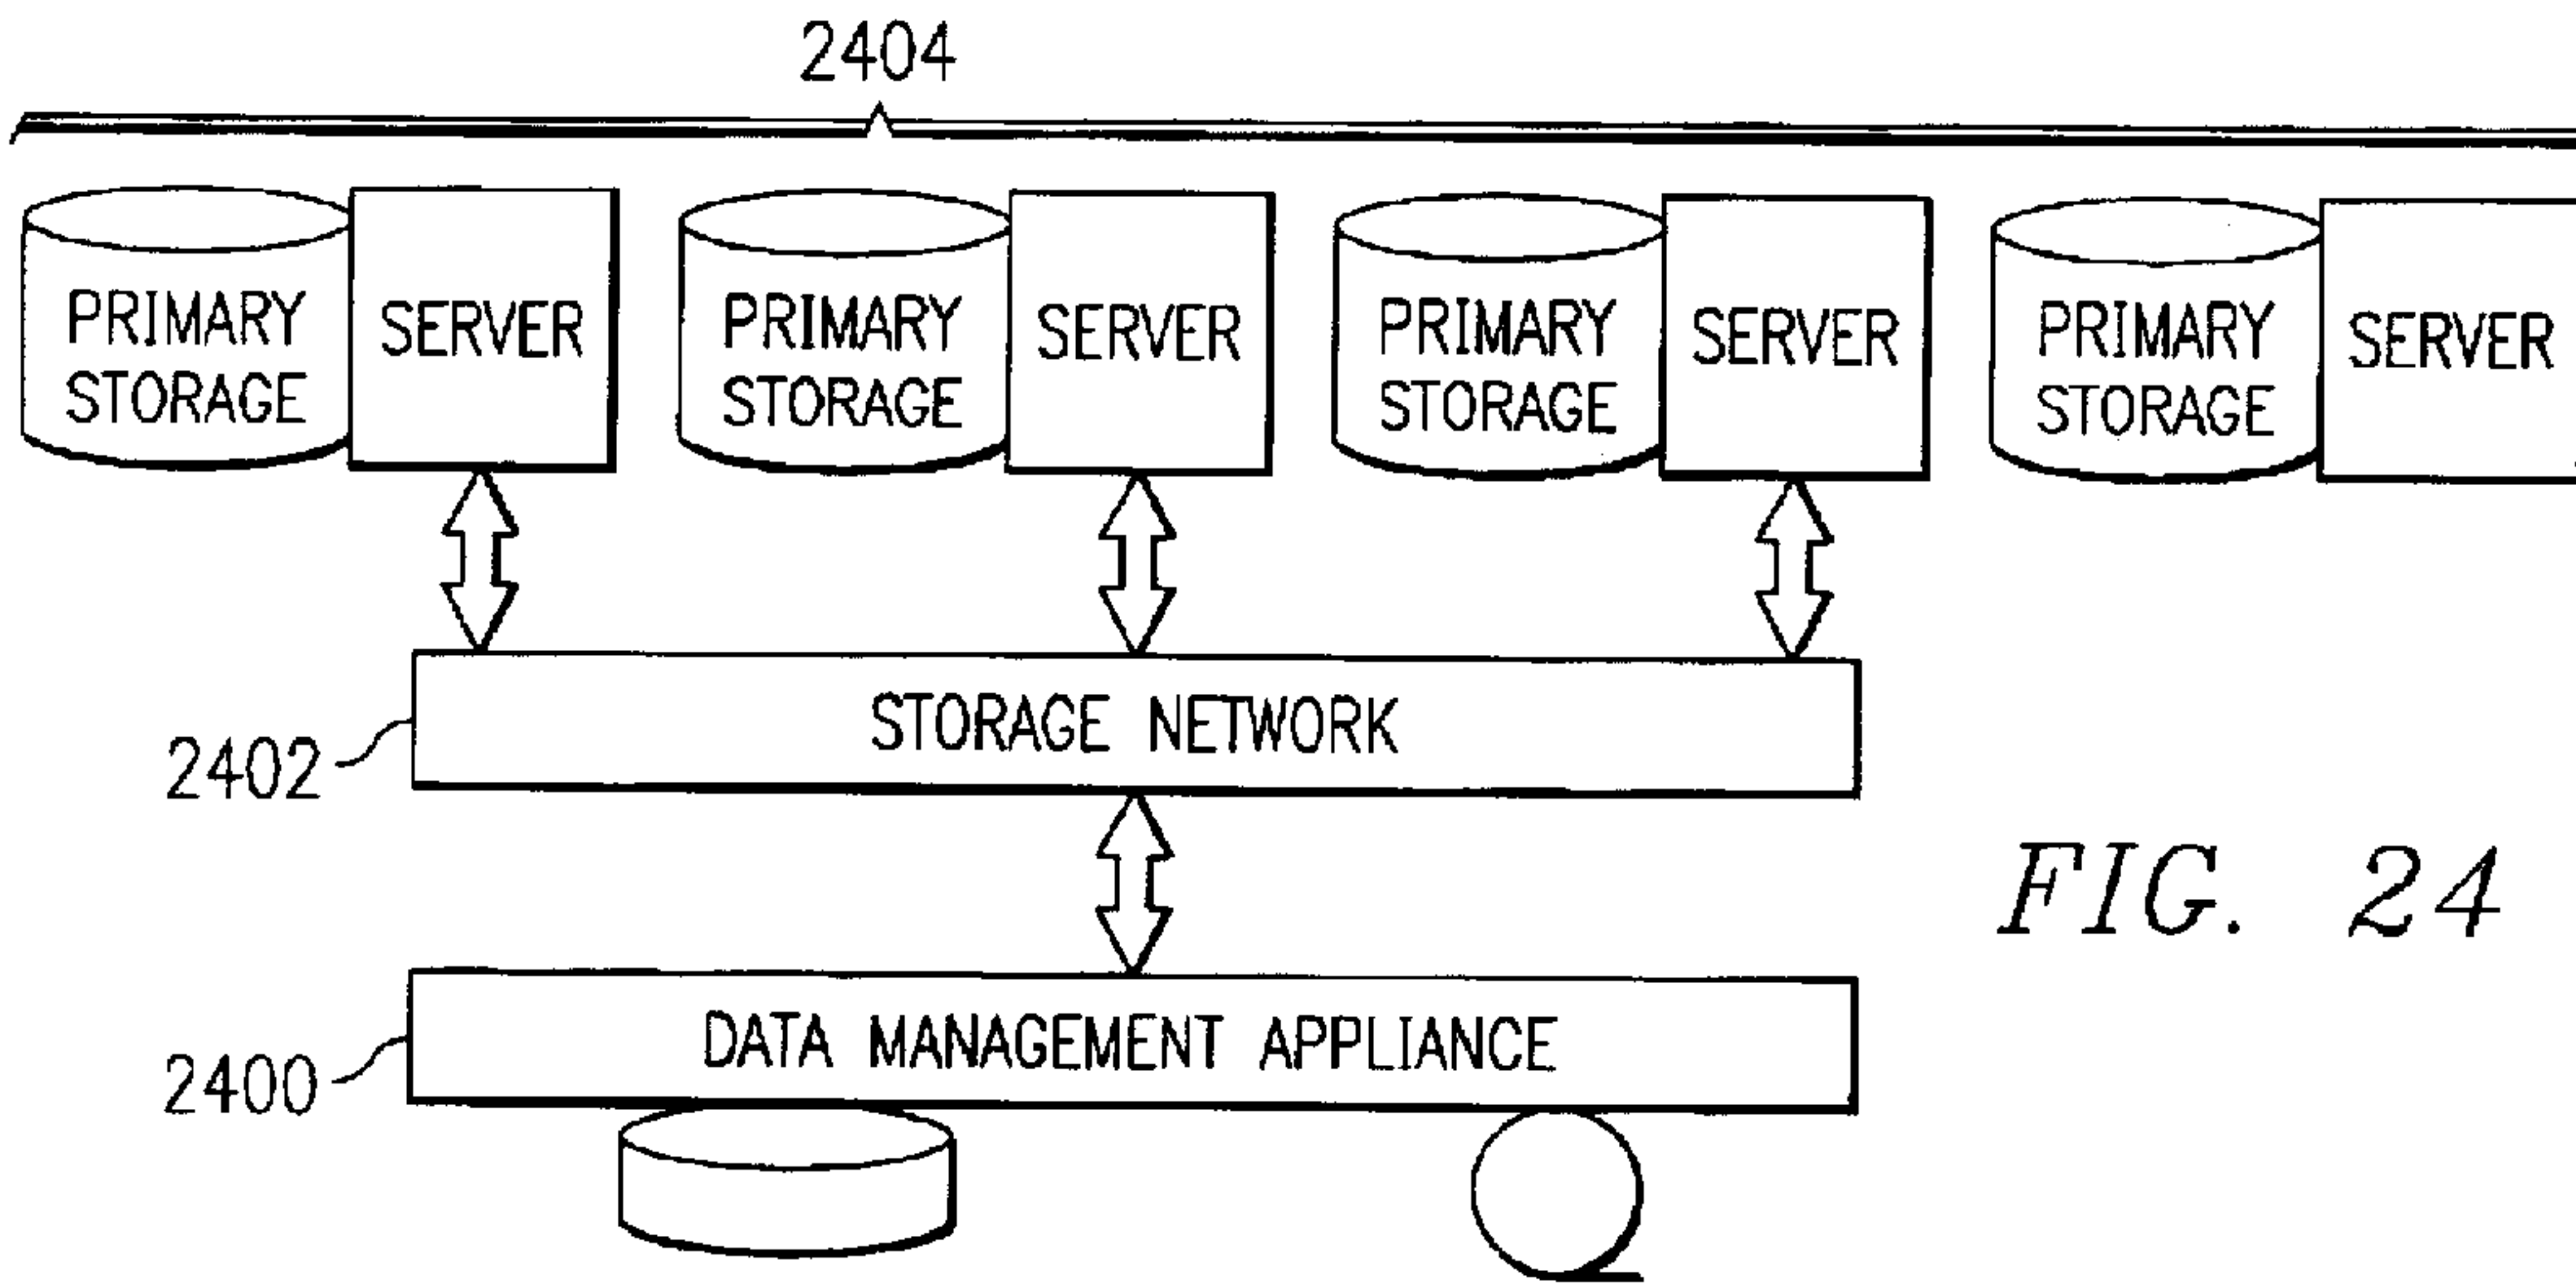 2404
PRIMARY STORAGE SERVER PRIMARY STORAGE SERVER PRIMARY STORAGE SERVER PRIMARY STORAGE SERVER
STORAGE NETWORK
2402
FIG. 24
DATA MANAGEMENT APPLIANCE
2400